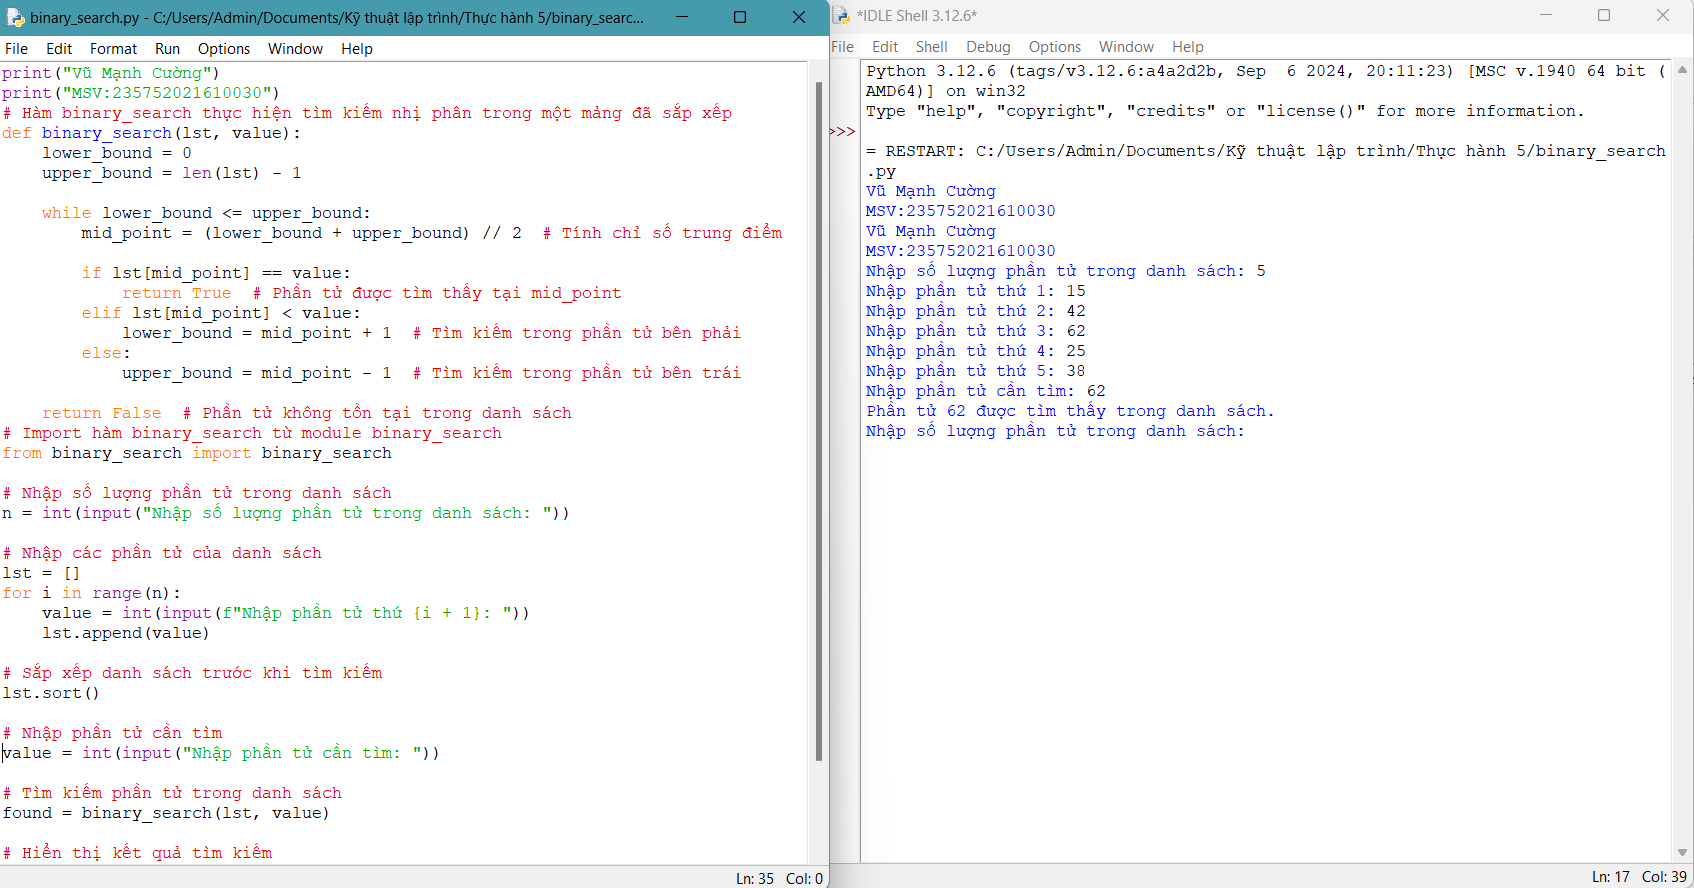 binary_search.py - C:/Users/Admin/Documents/Kỹ thuật lập trình/Thực hành 5/binary_searc...
File Edit Format Run Options Window Help
print("Vũ Mạnh Cường")
print("MSV:235752021610030")
# Hàm binary_search thực hiện tìm kiếm nhị phân trong một mảng đã sắp xếp
def binary_search(lst, value):
    lower_bound = 0
    upper_bound = len(lst) - 1
    while lower_bound <= upper_bound:
        mid_point = (lower_bound + upper_bound) // 2  # Tính chỉ số trung điểm
        if lst[mid_point] == value:
            return True  # Phần tử được tìm thấy tại mid_point
        elif lst[mid_point] < value:
            lower_bound = mid_point + 1  # Tìm kiếm trong phần tử bên phải
        else:
            upper_bound = mid_point - 1  # Tìm kiếm trong phần tử bên trái
    return False  # Phần tử không tồn tại trong danh sách
# Import hàm binary_search từ module binary_search
from binary_search import binary_search
# Nhập số lượng phần tử trong danh sách
n = int(input("Nhập số lượng phần tử trong danh sách: "))
# Nhập các phần tử của danh sách
lst = []
for i in range(n):
    value = int(input(f"Nhập phần tử thứ {i + 1}: "))
    lst.append(value)
# Sắp xếp danh sách trước khi tìm kiếm
lst.sort()
# Nhập phần tử cần tìm
value = int(input("Nhập phần tử cần tìm: "))
# Tìm kiếm phần tử trong danh sách
found = binary_search(lst, value)
# Hiển thị kết quả tìm kiếm
Ln: 35 Col: 0
*IDLE Shell 3.12.6*
File Edit Shell Debug Options Window Help
Python 3.12.6 (tags/v3.12.6:a4a2d2b, Sep  6 2024, 20:11:23) [MSC v.1940 64 bit (
AMD64)] on win32
Type "help", "copyright", "credits" or "license()" for more information.
>>>
= RESTART: C:/Users/Admin/Documents/Kỹ thuật lập trình/Thực hành 5/binary_search
.py
Vũ Mạnh Cường
MSV:235752021610030
Vũ Mạnh Cường
MSV:235752021610030
Nhập số lượng phần tử trong danh sách: 5
Nhập phần tử thứ 1: 15
Nhập phần tử thứ 2: 42
Nhập phần tử thứ 3: 62
Nhập phần tử thứ 4: 25
Nhập phần tử thứ 5: 38
Nhập phần tử cần tìm: 62
Phần tử 62 được tìm thấy trong danh sách.
Nhập số lượng phần tử trong danh sách:
Ln: 17 Col: 39